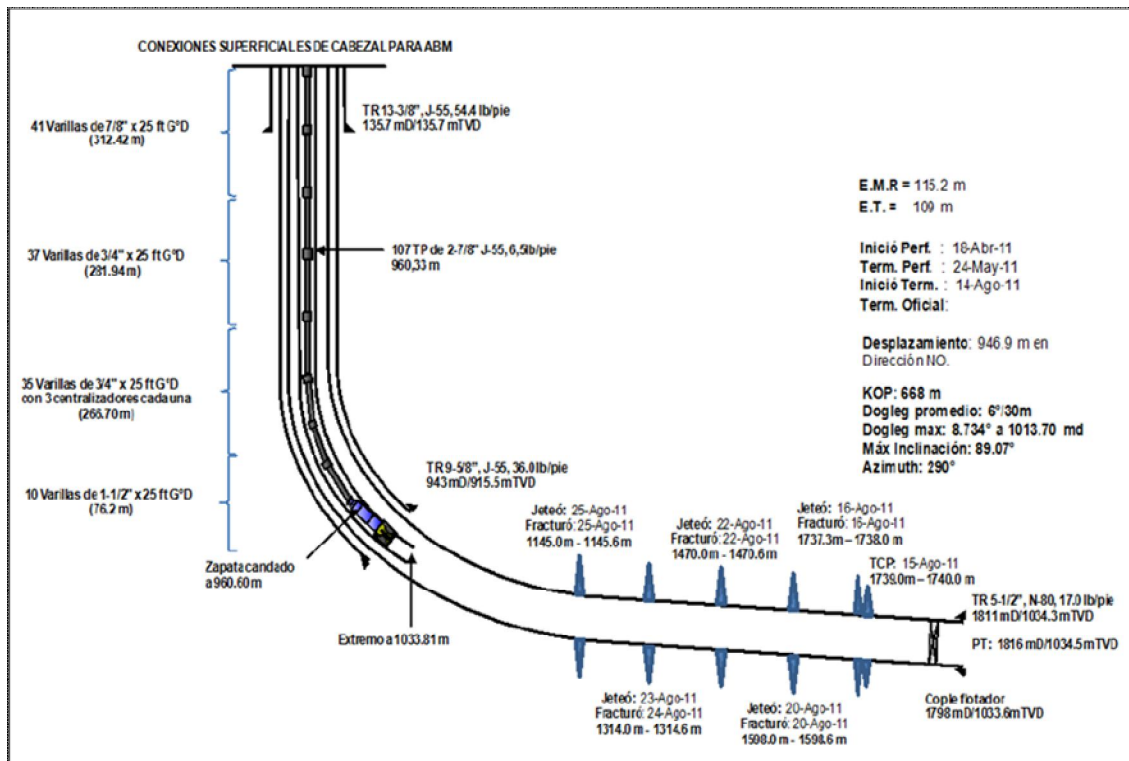 CONEXIONES SUPERFICIALES DE CABEZAL PARA ABM
41 Varillas de 7/8" x 25 ft GºD
(312.42 m)
TR 13-3/8", J-55, 54.4 lb/pie
135.7 mD/135.7 mTVD
37 Varillas de 3/4" x 25 ft GºD
(281.94 m)
107 TP de 2-7/8" J-55, 6,5lb/pie
960,33 m
35 Varillas de 3/4" x 25 ft GºD
con 3 centralizadores cada una
(266.70 m)
10 Varillas de 1-1/2" x 25 ft GºD
(76.2 m)
TR 9-5/8", J-55, 36.0 lb/pie
943 mD/915.5 mTVD
Zapata candado
a 960.60 m
Extremo a 1033.81 m
E.M.R = 115.2 m
E.T. = 109 m
Inició Perf. : 18-Abr-11
Term. Perf. : 24-May-11
Inició Term. : 14-Ago-11
Term. Oficial:
Desplazamiento: 946.9 m en
Dirección NO.
KOP: 668 m
Dogleg promedio: 6°/30m
Dogleg max: 8.734° a 1013.70 md
Máx Inclinación: 89.07°
Azimuth: 290°
Jeteó: 25-Ago-11
Fracturó: 25-Ago-11
1145.0 m - 1145.6 m
Jeteó: 22-Ago-11
Fracturó: 22-Ago-11
1470.0 m - 1470.6 m
Jeteó: 16-Ago-11
Fracturó: 16-Ago-11
1737.3 m – 1738.0 m
TCP: 15-Ago-11
1739.0m – 1740.0 m
TR 5-1/2", N-80, 17.0 lb/pie
1811 mD/1034.3 mTVD
PT: 1816 mD/1034.5 mTVD
Cople flotador
1798 mD/1033.6mTVD
Jeteó: 23-Ago-11
Fracturó: 24-Ago-11
1314.0 m - 1314.6 m
Jeteó: 20-Ago-11
Fracturó: 20-Ago-11
1598.0 m - 1598.6 m